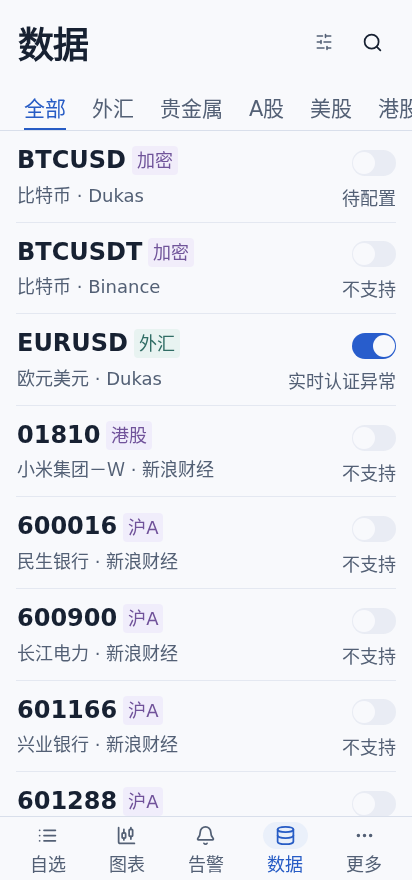 数据
全部 外汇 贵金属 A股 美股 港股
BTCUSD 加密
比特币 · Dukas 待配置
BTCUSDT 加密
比特币 · Binance 不支持
EURUSD 外汇
欧元美元 · Dukas 实时认证异常
01810 港股
小米集团－W · 新浪财经 不支持
600016 沪A
民生银行 · 新浪财经 不支持
600900 沪A
长江电力 · 新浪财经 不支持
601166 沪A
兴业银行 · 新浪财经 不支持
601288 沪A
自选 图表 告警 数据 更多